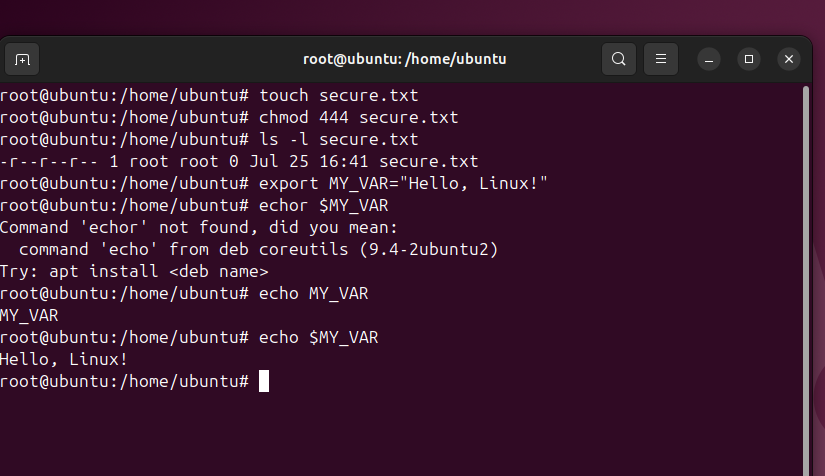 root@ubuntu: /home/ubuntu
root@ubuntu:/home/ubuntu# touch secure.txt
root@ubuntu:/home/ubuntu# chmod 444 secure.txt
root@ubuntu:/home/ubuntu# ls -l secure.txt
-r--r--r-- 1 root root 0 Jul 25 16:41 secure.txt
root@ubuntu:/home/ubuntu# export MY_VAR="Hello, Linux!"
root@ubuntu:/home/ubuntu# echor $MY_VAR
Command 'echor' not found, did you mean:
  command 'echo' from deb coreutils (9.4-2ubuntu2)
Try: apt install <deb name>
root@ubuntu:/home/ubuntu# echo MY_VAR
MY_VAR
root@ubuntu:/home/ubuntu# echo $MY_VAR
Hello, Linux!
root@ubuntu:/home/ubuntu#